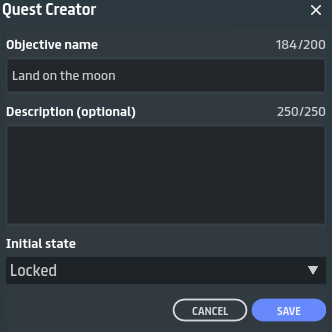 Quest Creator
Objective name 184/200
Land on the moon
Description (optional) 250/250
Initial state
Locked
CANCEL SAVE